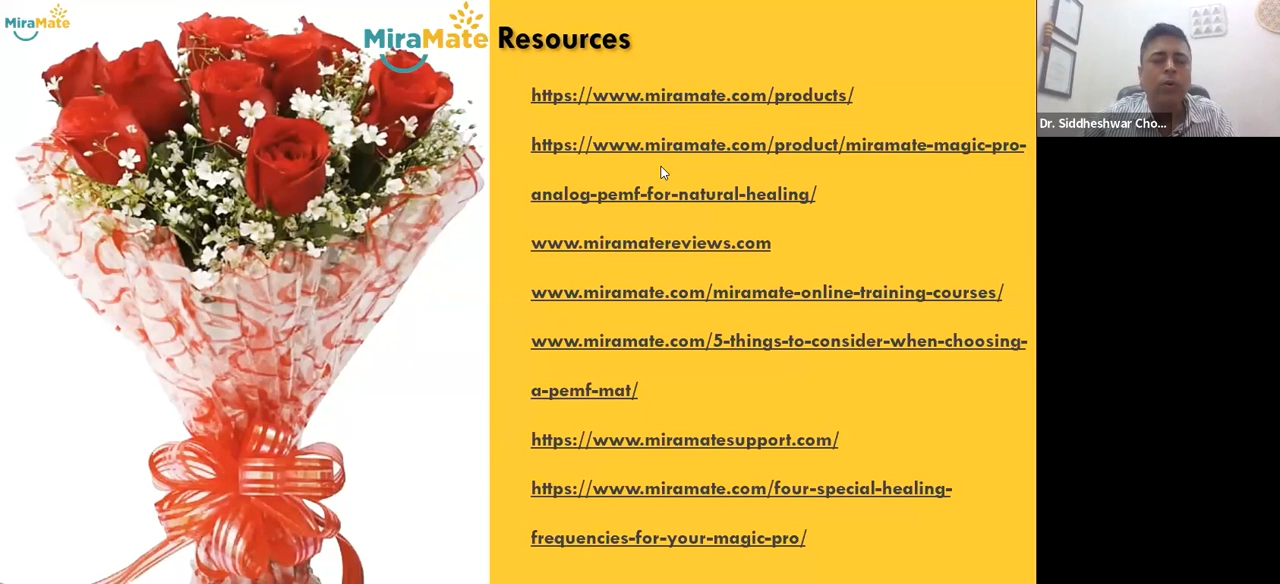 MiraMate
MiraMate
Resources
https://www.miramate.com/products/
https://www.miramate.com/product/miramate-magic-pro-
analog-pemf-for-natural-healing/
www.miramatereviews.com
www.miramate.com/miramate-online-training-courses/
www.miramate.com/5-things-to-consider-when-choosing-
a-pemf-mat/
https://www.miramatesupport.com/
https://www.miramate.com/four-special-healing-
frequencies-for-your-magic-pro/
Dr. Siddheshwar Cho...